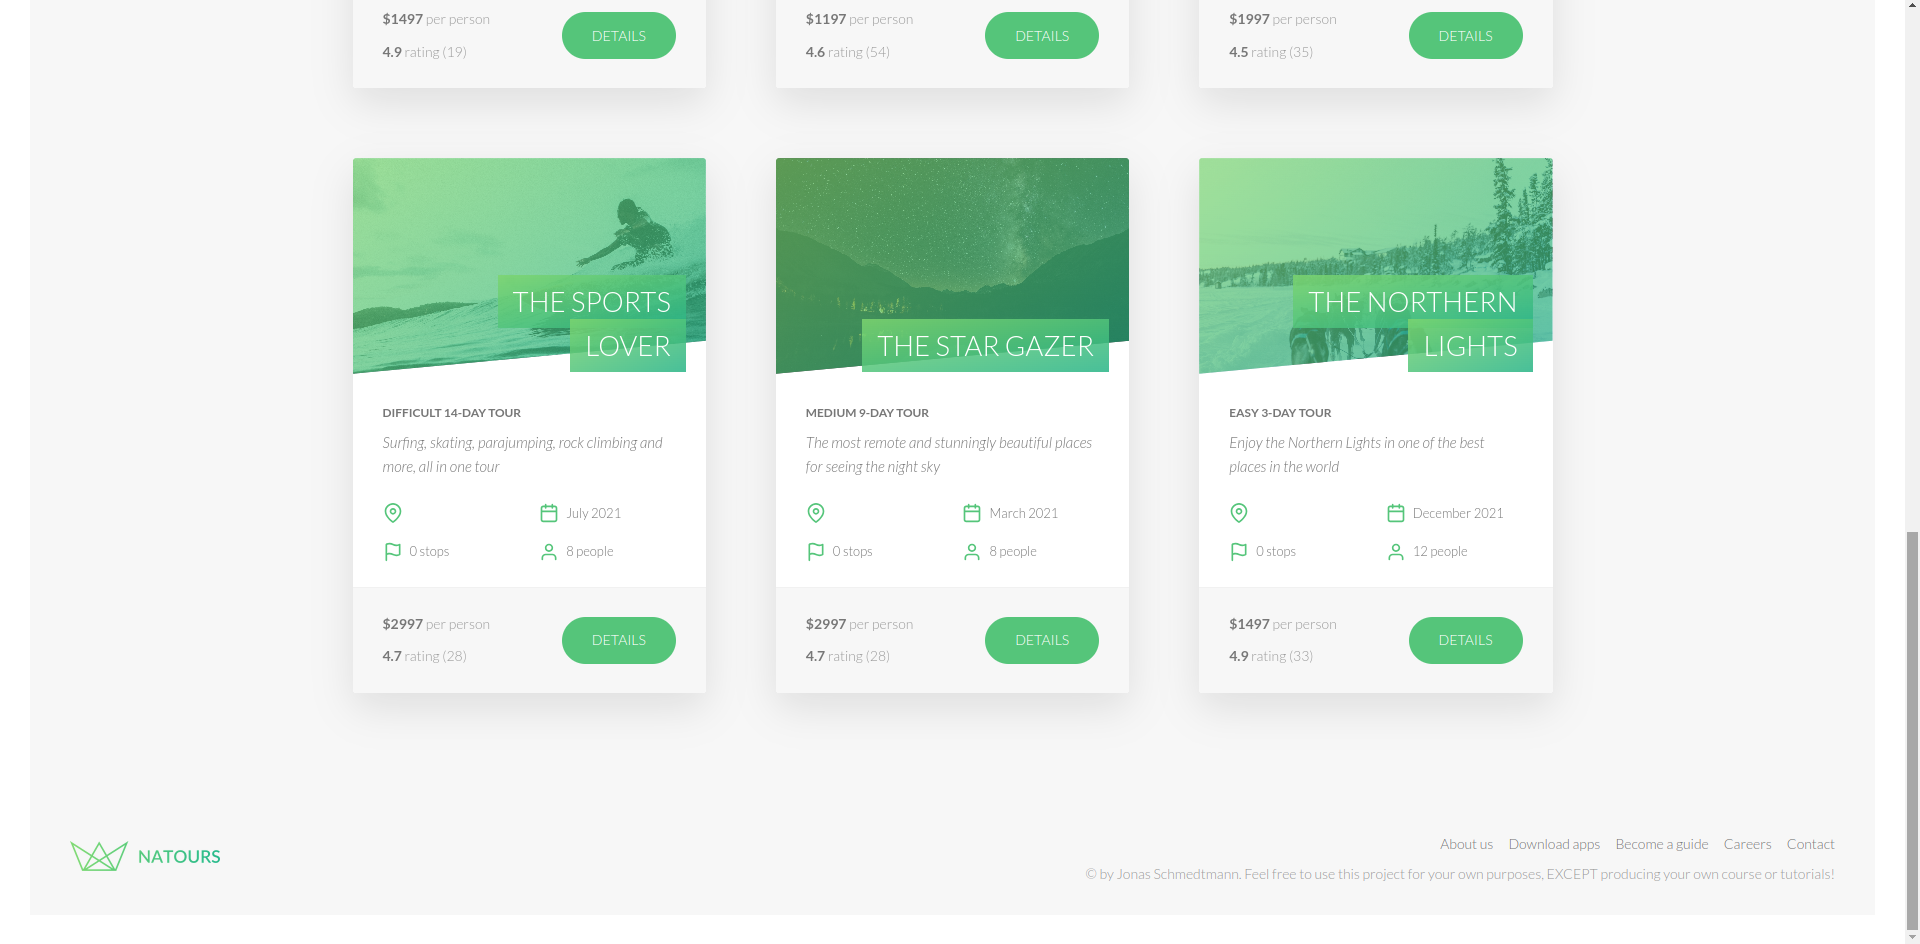 $1497 per person
4.9 rating (19)
DETAILS
$1197 per person
4.6 rating (54)
DETAILS
$1997 per person
4.5 rating (35)
DETAILS
THE SPORTS
LOVER
DIFFICULT 14-DAY TOUR
Surfing, skating, parajumping, rock climbing and
more, all in one tour
July 2021
0 stops
8 people
$2997 per person
4.7 rating (28)
DETAILS
THE STAR GAZER
MEDIUM 9-DAY TOUR
The most remote and stunningly beautiful places
for seeing the night sky
March 2021
0 stops
8 people
$2997 per person
4.7 rating (28)
DETAILS
THE NORTHERN
LIGHTS
EASY 3-DAY TOUR
Enjoy the Northern Lights in one of the best
places in the world
December 2021
0 stops
12 people
$1497 per person
4.9 rating (33)
DETAILS
NATOURS
About us Download apps Become a guide Careers Contact
© by Jonas Schmedtmann. Feel free to use this project for your own purposes, EXCEPT producing your own course or tutorials!